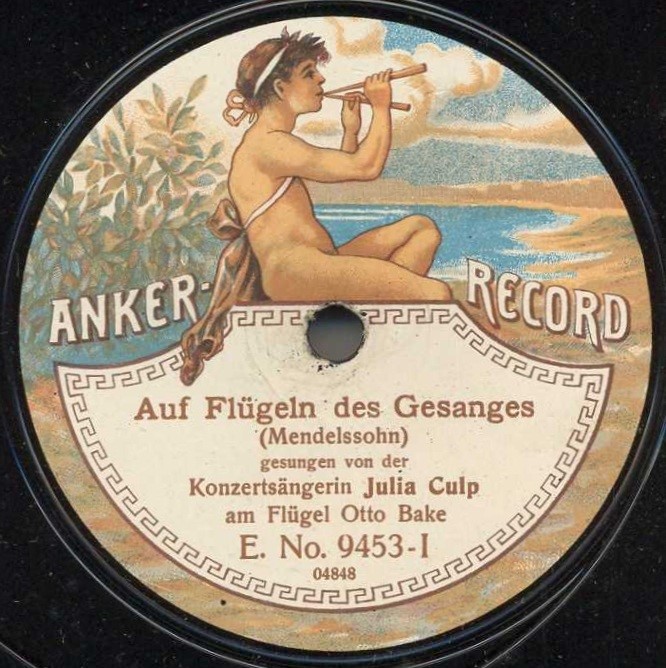 ANKER-RECORD
Auf Flügeln des Gesanges
(Mendelssohn)
gesungen von der
Konzertsängerin Julia Culp
am Flügel Otto Bake
E. No. 9453-I
04848